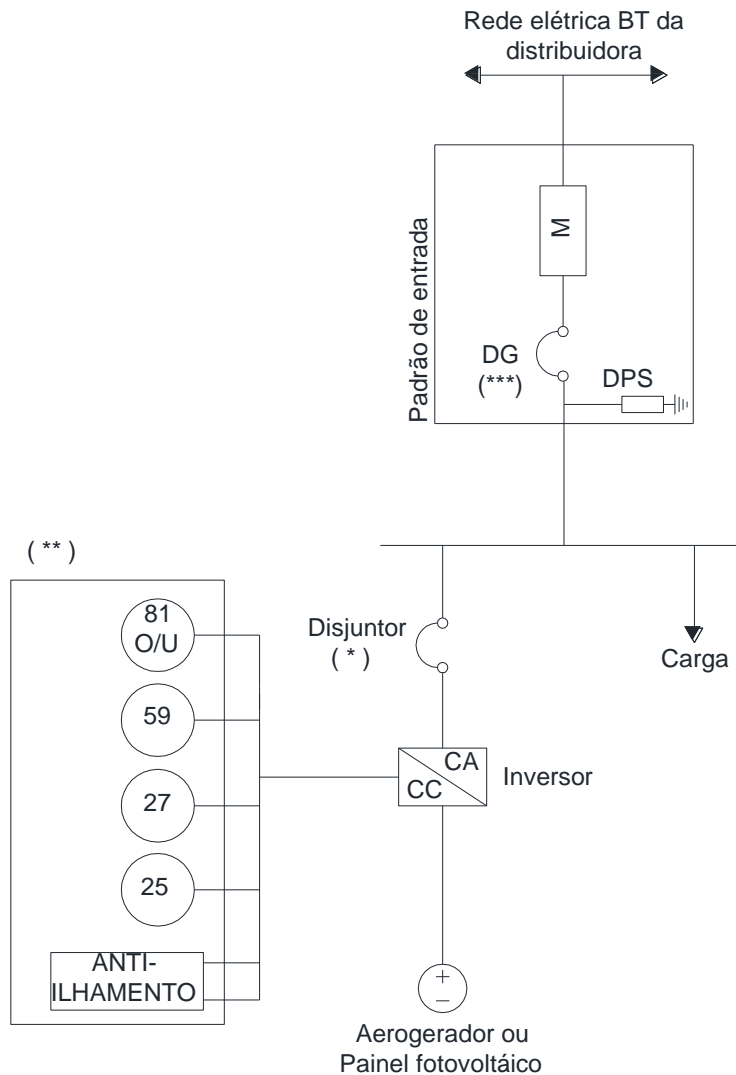 Rede elétrica BT da
distribuidora
Padrão de entrada
M
DG
(***)
DPS
( ** )
81
O/U
59
27
25
ANTI-
ILHAMENTO
Disjuntor
( * )
Carga
CA
CC
Inversor
+
–
Aerogerador ou
Painel fotovoltáico